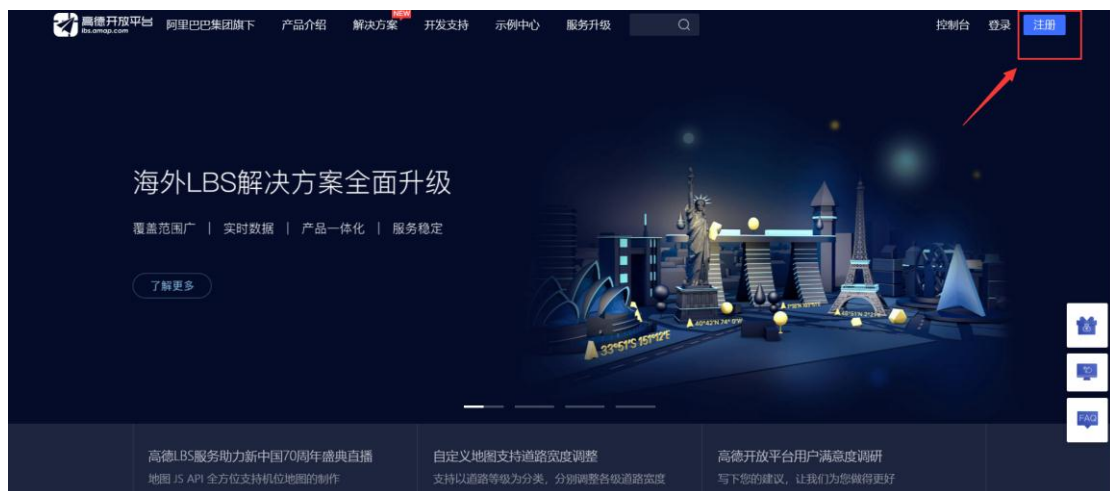 高德开放平台
lbs.amap.com
阿里巴巴集团旗下 产品介绍 解决方案 NEW 开发支持 示例中心 服务升级 控制台 登录 注册
海外LBS解决方案全面升级
覆盖范围广 | 实时数据 | 产品一体化 | 服务稳定
了解更多
33°51'S 151°12'E
40°42'N 74°0'W
FAQ
高德LBS服务助力新中国70周年盛典直播
地图 JS API 全方位支持机位地图的制作
自定义地图支持道路宽度调整
支持以道路等级为分类，分别调整各级道路宽度
高德开放平台用户满意度调研
写下您的建议，让我们为您做得更好